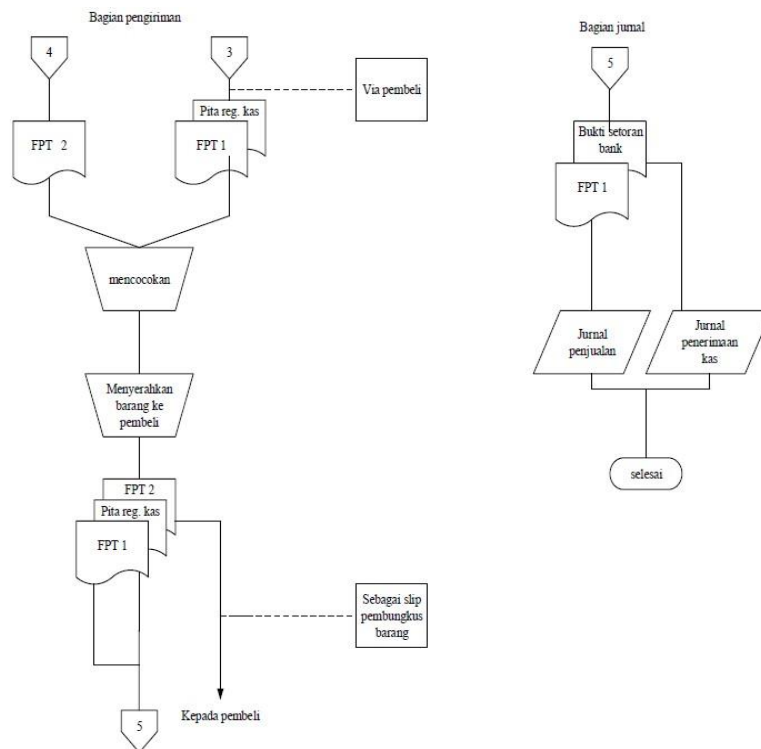 Bagian pengiriman
4
3
Via pembeli
Pita reg. kas
FPT 2
FPT 1
mencocokan
Menyerahkan
barang ke
pembeli
FPT 2
Pita reg. kas
FPT 1
Sebagai slip
pembungkus
barang
Kepada pembeli
5
Bagian jurnal
5
Bukti setoran
bank
FPT 1
Jurnal
penjualan
Jurnal
penerimaan
kas
selesai